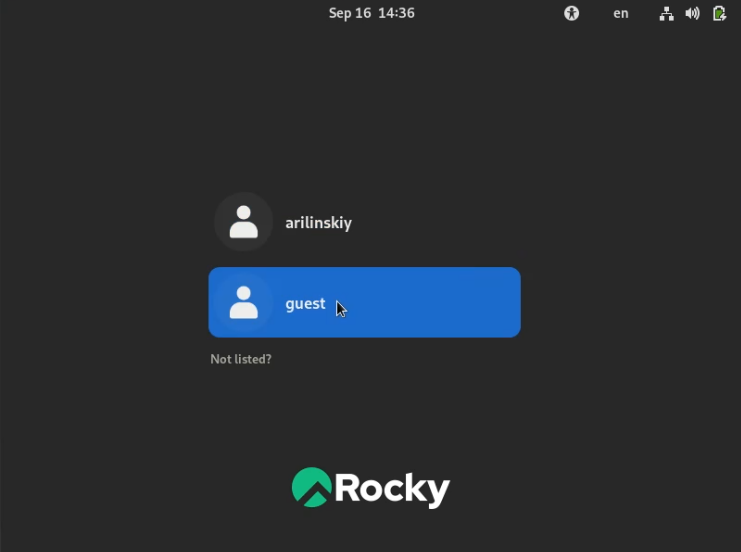 Sep 16 14:36
en
arilinskiy
guest
Not listed?
Rocky